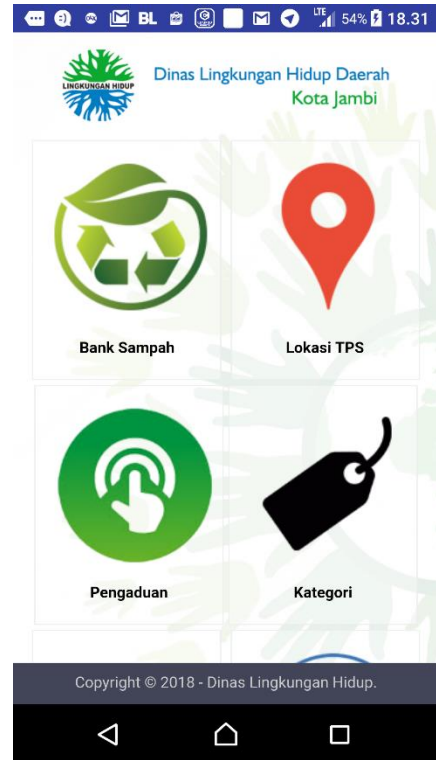 BL
LTE
54%
18.31
LINGKUNGAN HIDUP
Dinas Lingkungan Hidup Daerah
Kota Jambi
Bank Sampah
Lokasi TPS
Pengaduan
Kategori
Copyright © 2018 - Dinas Lingkungan Hidup.